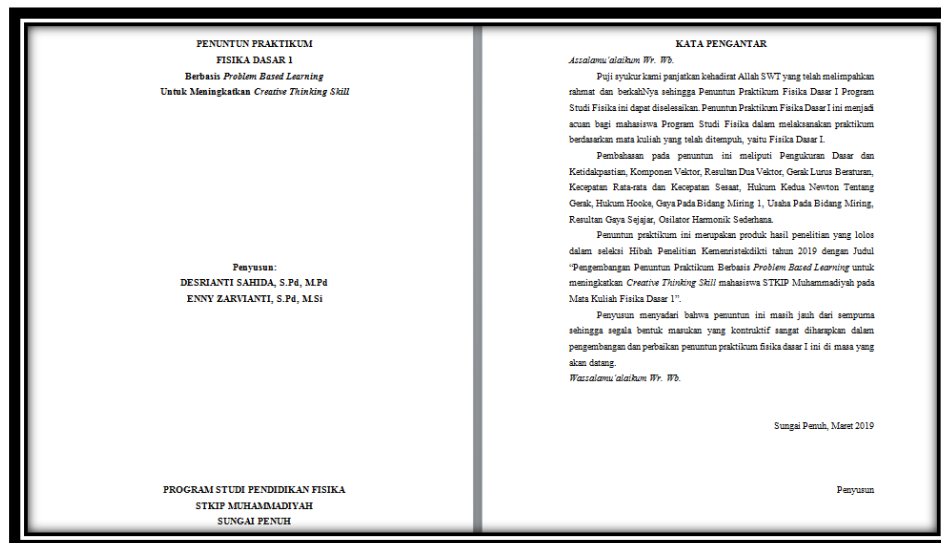 PENUNTUN PRAKTIKUM
FISIKA DASAR 1
Berbasis Problem Based Learning
Untuk Meningkatkan Creative Thinking Skill
Penyusun:
DESRIANTI SAHIDA, S.Pd, M.Pd
ENNY ZARVIANTI, S.Pd, M.Si
PROGRAM STUDI PENDIDIKAN FISIKA
STKIP MUHAMMADIYAH
SUNGAI PENUH
KATA PENGANTAR
Assalamu'alaikum Wr. Wb.
Puji syukur kami panjatkan kehadirat Allah SWT yang telah melimpahkan
rahmat dan berkahNya sehingga Penuntun Praktikum Fisika Dasar I Program
Studi Fisika ini dapat diselesaikan. Penuntun Praktikum Fisika Dasar I ini menjadi
acuan bagi mahasiswa Program Studi Fisika dalam melaksanakan praktikum
berdasarkan mata kuliah yang telah ditempuh, yaitu Fisika Dasar I.
Pembahasan pada penuntun ini meliputi Pengukuran Dasar dan
Ketidakpastian, Komponen Vektor, Resultan Dua Vektor, Gerak Lurus Beraturan,
Kecepatan Rata-rata dan Kecepatan Sesaat, Hukum Kedua Newton Tentang
Gerak, Hukum Hooke, Gaya Pada Bidang Miring 1, Usaha Pada Bidang Miring,
Resultan Gaya Sejajar, Osilator Harmonik Sederhana.
Penuntun praktikum ini merupakan produk hasil penelitian yang lolos
dalam seleksi Hibah Penelitian Kemenristekdikti tahun 2019 dengan Judul
“Pengembangan Penuntun Praktikum Berbasis Problem Based Learning untuk
meningkatkan Creative Thinking Skill mahasiswa STKIP Muhammadiyah pada
Mata Kuliah Fisika Dasar 1”.
Penyusun menyadari bahwa penuntun ini masih jauh dari sempurna
sehingga segala bentuk masukan yang kontruktif sangat diharapkan dalam
pengembangan dan perbaikan penuntun praktikum fisika dasar I ini di masa yang
akan datang.
Wassalamu'alaikum Wr. Wb.
Sungai Penuh, Maret 2019
Penyusun